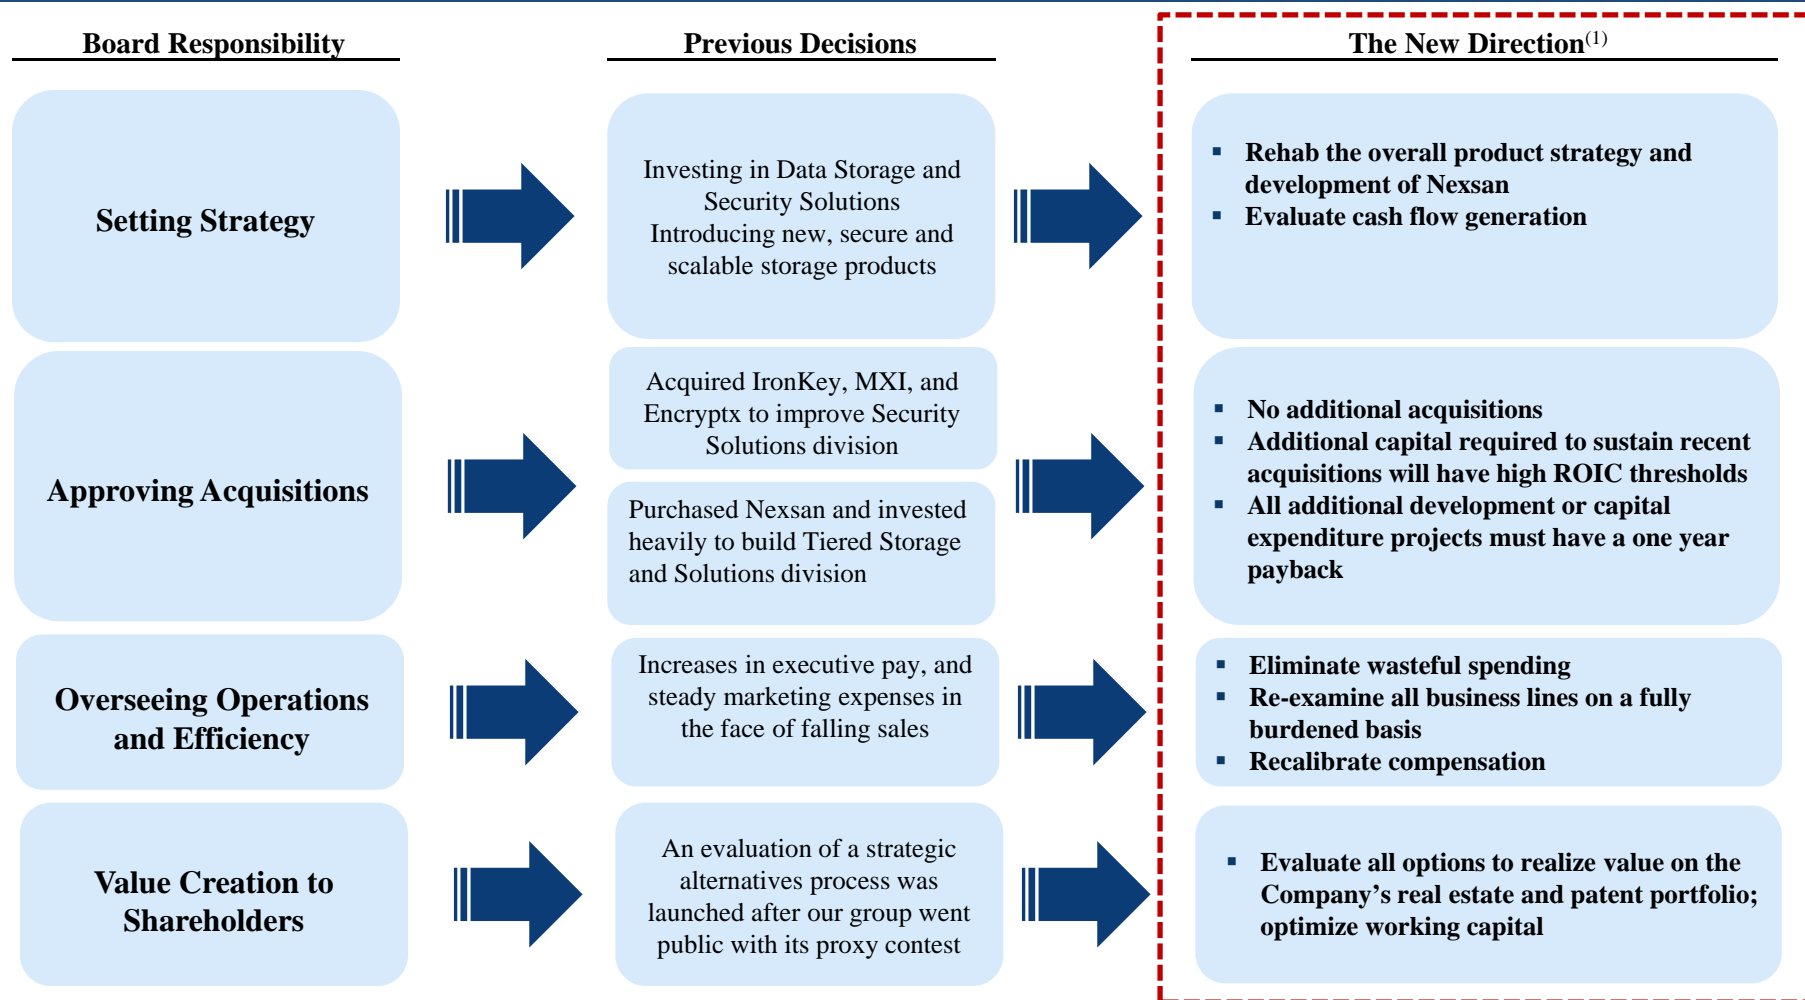 Board Responsibility
Previous Decisions
The New Direction(1)
Setting Strategy
Investing in Data Storage and
Security Solutions
Introducing new, secure and
scalable storage products
▪ Rehab the overall product strategy and
development of Nexsan
▪ Evaluate cash flow generation
Approving Acquisitions
Acquired IronKey, MXI, and
Encryptx to improve Security
Solutions division
Purchased Nexsan and invested
heavily to build Tiered Storage
and Solutions division
▪ No additional acquisitions
▪ Additional capital required to sustain recent
acquisitions will have high ROIC thresholds
▪ All additional development or capital
expenditure projects must have a one year
payback
Overseeing Operations
and Efficiency
Increases in executive pay, and
steady marketing expenses in
the face of falling sales
▪ Eliminate wasteful spending
▪ Re-examine all business lines on a fully
burdened basis
▪ Recalibrate compensation
Value Creation to
Shareholders
An evaluation of a strategic
alternatives process was
launched after our group went
public with its proxy contest
▪ Evaluate all options to realize value on the
Company’s real estate and patent portfolio;
optimize working capital